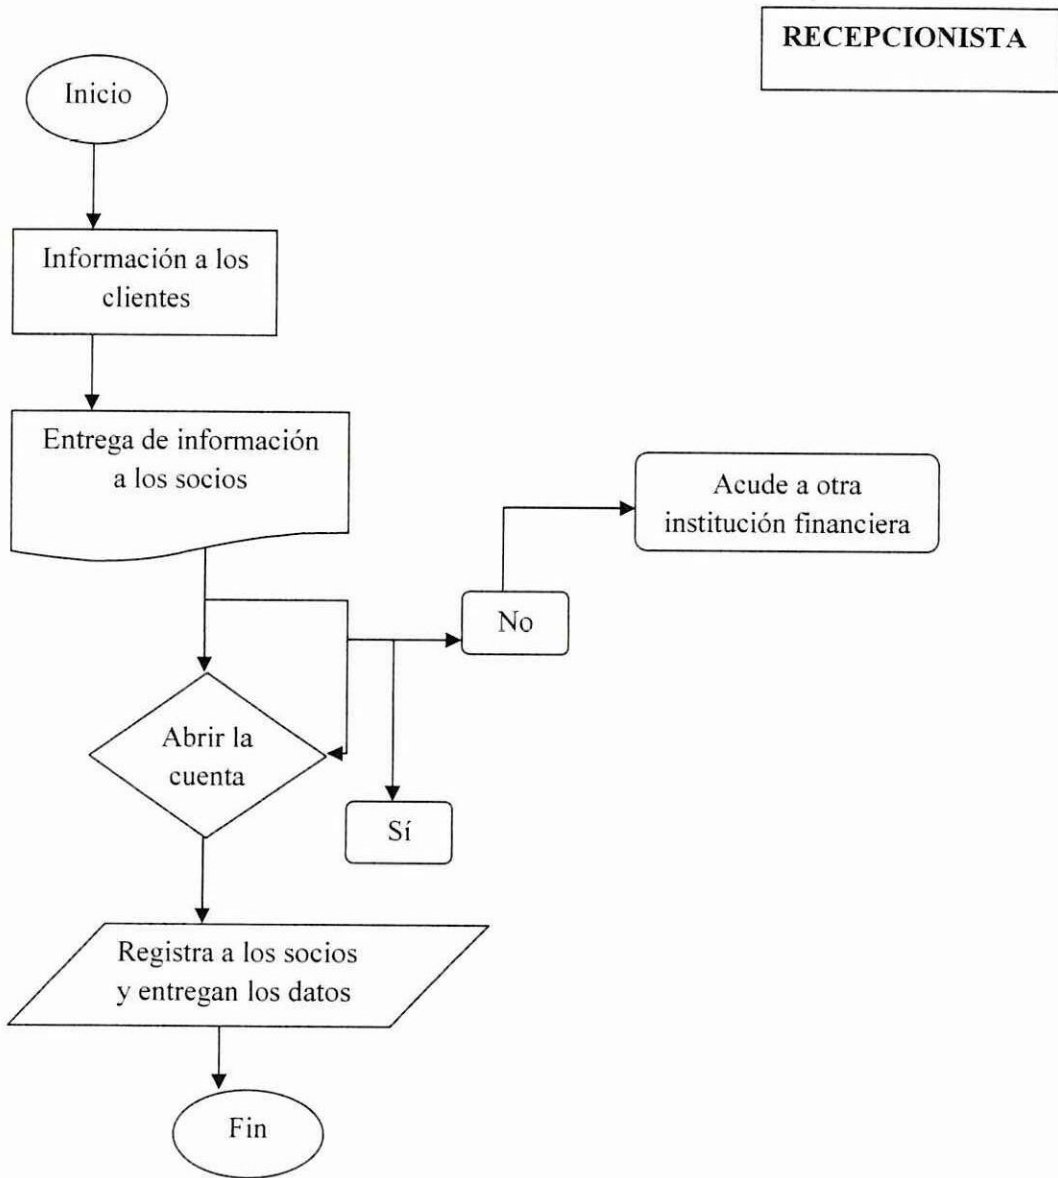 RECEPCIONISTA
Inicio
Información a los
clientes
Entrega de información
a los socios
Acude a otra
institución financiera
No
Abrir la
cuenta
Sí
Registra a los socios
y entregan los datos
Fin